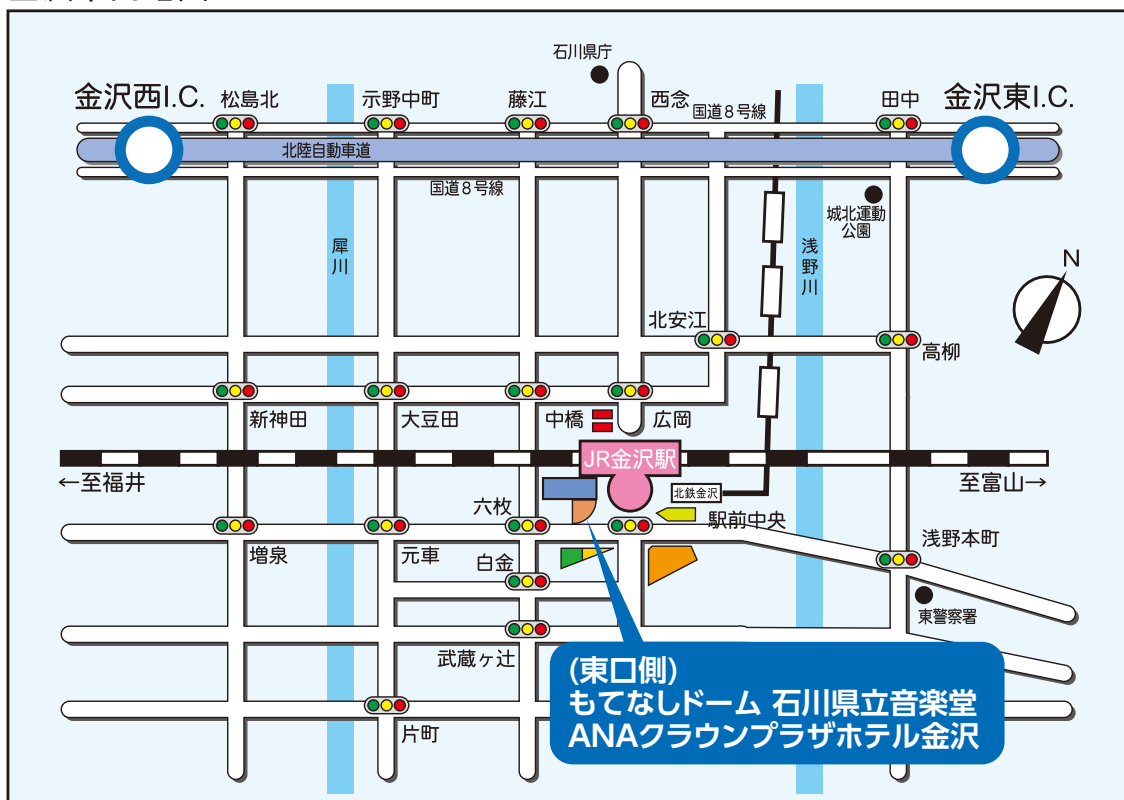 石川県庁
金沢西I.C.
松島北
示野中町
藤江
西念
国道8号線
田中
金沢東I.C.
北陸自動車道
国道8号線
城北運動
公園
犀川
浅野川
N
北安江
高柳
新神田
大豆田
中橋
広岡
JR金沢駅
←至福井
至富山→
北鉄金沢
六枚
駅前中央
増泉
元車
白金
浅野本町
東警察署
武蔵ヶ辻
片町
(東口側)
もてなしドーム 石川県立音楽堂
ANAクラウンプラザホテル金沢